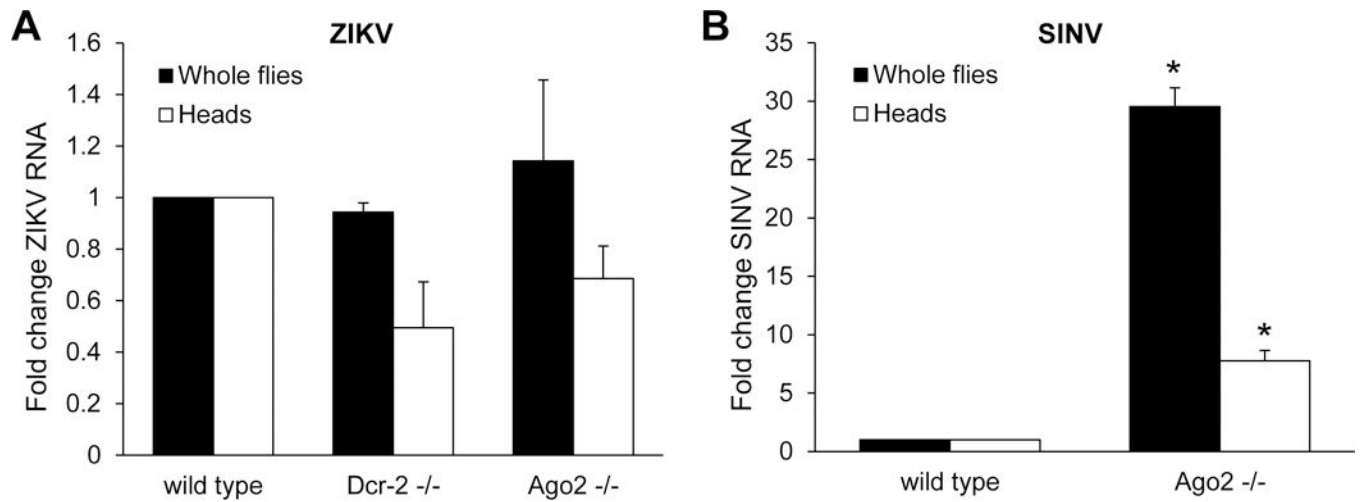 A
ZIKV
Fold change ZIKV RNA
1.6
1.4
1.2
1
0.8
0.6
0.4
0.2
0
Whole flies
Heads
wild type
Dcr-2 -/-
Ago2 -/-
B
SINV
Fold change SINV RNA
35
30
25
20
15
10
5
0
Whole flies
Heads
*
*
wild type
Ago2 -/-